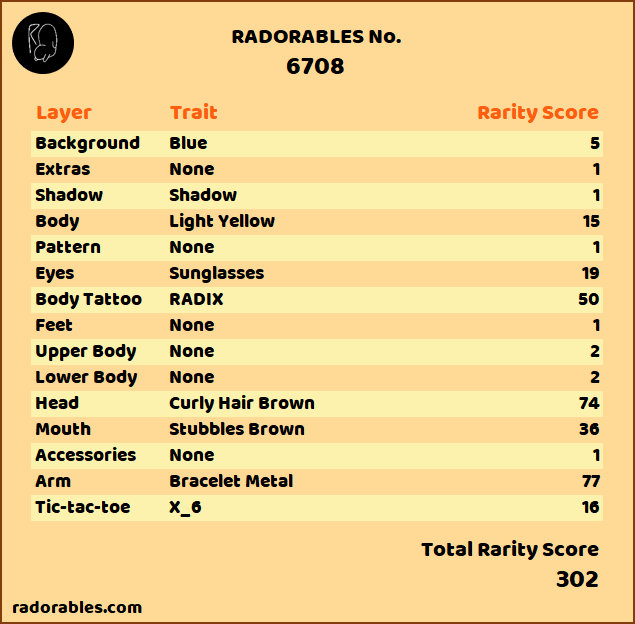 RADORABLES No.
6708
Layer Trait Rarity Score
Background Blue 5
Extras None 1
Shadow Shadow 1
Body Light Yellow 15
Pattern None 1
Eyes Sunglasses 19
Body Tattoo RADIX 50
Feet None 1
Upper Body None 2
Lower Body None 2
Head Curly Hair Brown 74
Mouth Stubbles Brown 36
Accessories None 1
Arm Bracelet Metal 77
Tic-tac-toe X_6 16
Total Rarity Score
302
radorables.com